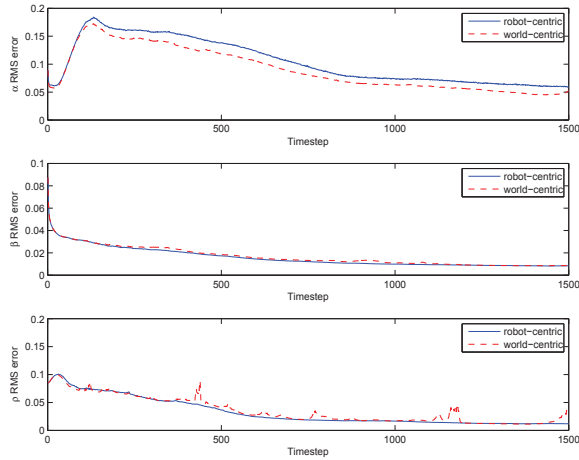 0.2
0.15
0.1
0.05
0
α RMS error
robot-centric
world-centric
0
500
1000
1500
Timestep
0.1
0.08
0.06
0.04
0.02
0
β RMS error
robot-centric
world-centric
0
500
1000
1500
Timestep
0.2
0.15
0.1
0.05
0
ρ RMS error
robot-centric
world-centric
0
500
1000
1500
Timestep